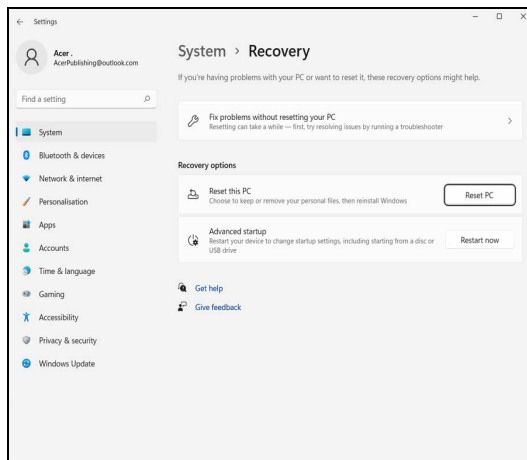 Settings
Acer .
AcerPublishing@outlook.com
Find a setting
System
Bluetooth & devices
Network & internet
Personalisation
Apps
Accounts
Time & language
Gaming
Accessibility
Privacy & security
Windows Update
System > Recovery
If you're having problems with your PC or want to reset it, these recovery options might help.
Fix problems without resetting your PC
Resetting can take a while — first, try resolving issues by running a troubleshooter
Recovery options
Reset this PC
Choose to keep or remove your personal files, then reinstall Windows
Reset PC
Advanced startup
Restart your device to change startup settings, including starting from a disc or
USB drive
Restart now
Get help
Give feedback